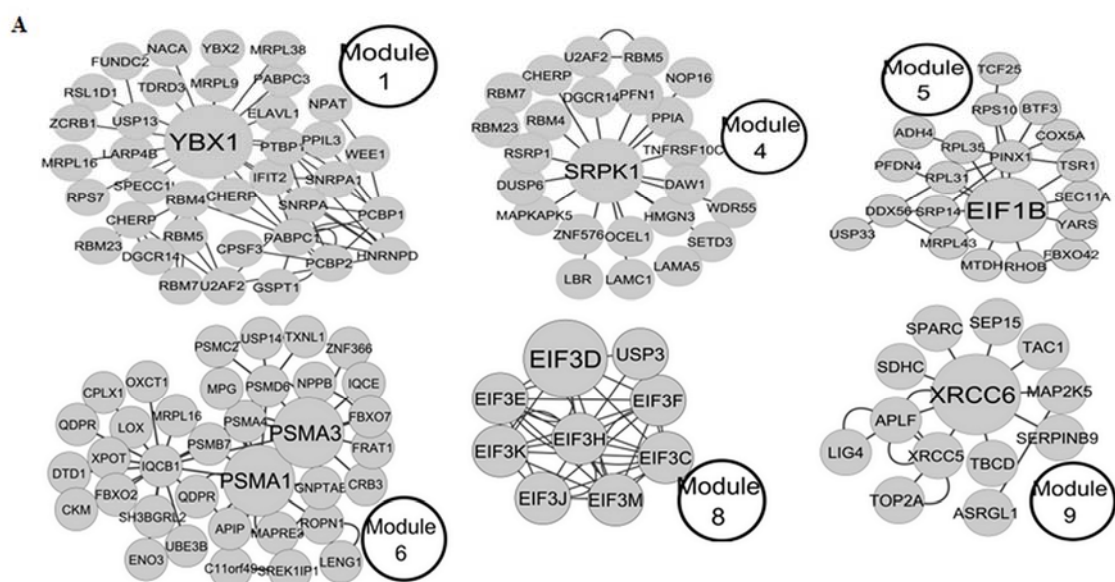 A
Module
1
NACA
YBX2
MRPL38
FUNDC2
MRPL9
PABPC3
RSL1D1
TDRD3
ELAVL1
NPAT
ZCRB1
USP13
YBX1
PTBP1
PPIL3
WEE1
MRPL16
LARP4B
IFIT2
SNRPA1
RPS7
SPECC1L
RBM4
CHERP
SNRPA
PCBP1
CHERP
RBM5
CPSF3
PABPC1
HNRNPD
RBM23
DGCR14
PCBP2
RBM7
U2AF2
GSPT1
Module
4
U2AF2
RBM5
CHERP
NOP16
RBM7
DGCR14
PFN1
RBM23
RBM4
PPIA
RSRP1
SRPK1
TNFRSF10C
DUSP6
DAW1
MAPKAPK5
HMGN3
WDR55
ZNF576
OCEL1
SETD3
LBR
LAMC1
LAMA5
Module
5
TCF25
RPS10
BTF3
ADH4
RPL35
COX5A
PFDN4
PINX1
TSR1
RPL31
SEC11A
DDX56
SRP14
EIF1B
YARS
USP33
MRPL43
FBXO42
MTDH
RHOB
PSMC2
USP14
TXNL1
ZNF366
OXCT1
MPG
PSMD6
NPPB
IQCE
CPLX1
MRPL16
PSMA4
PSMA3
FBXO7
QDPR
LOX
PSMB7
FRAT1
XPOT
IQCB1
PSMA1
CRB3
DTD1
FBXO2
QDPR
GNPTAB
CKM
SH3BGRL2
APIP
MAPRE2
ROPN1
Module
6
ENO3
UBE3B
C11orf49
SREK1IP1
LENG1
EIF3D
USP3
EIF3E
EIF3F
EIF3H
EIF3K
EIF3C
EIF3J
EIF3M
Module
8
SPARC
SEP15
TAC1
SDHC
XRCC6
MAP2K5
APLF
SERPINB9
LIG4
XRCC5
TBCD
TOP2A
ASRGL1
Module
9